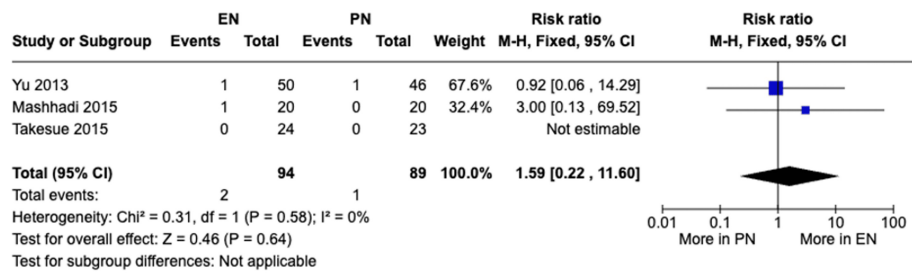 EN PN Risk ratio Risk ratio
Study or Subgroup Events Total Events Total Weight M-H, Fixed, 95% CI M-H, Fixed, 95% CI
Yu 2013 1 50 1 46 67.6% 0.92 [0.06 , 14.29]
Mashhadi 2015 1 20 0 20 32.4% 3.00 [0.13 , 69.52]
Takesue 2015 0 24 0 23 Not estimable
Total (95% CI) 94 89 100.0% 1.59 [0.22 , 11.60]
Total events: 2 1
Heterogeneity: Chi² = 0.31, df = 1 (P = 0.58); I² = 0%
0.01 0.1 1 10 100
Test for overall effect: Z = 0.46 (P = 0.64)
More in PN More in EN
Test for subgroup differences: Not applicable